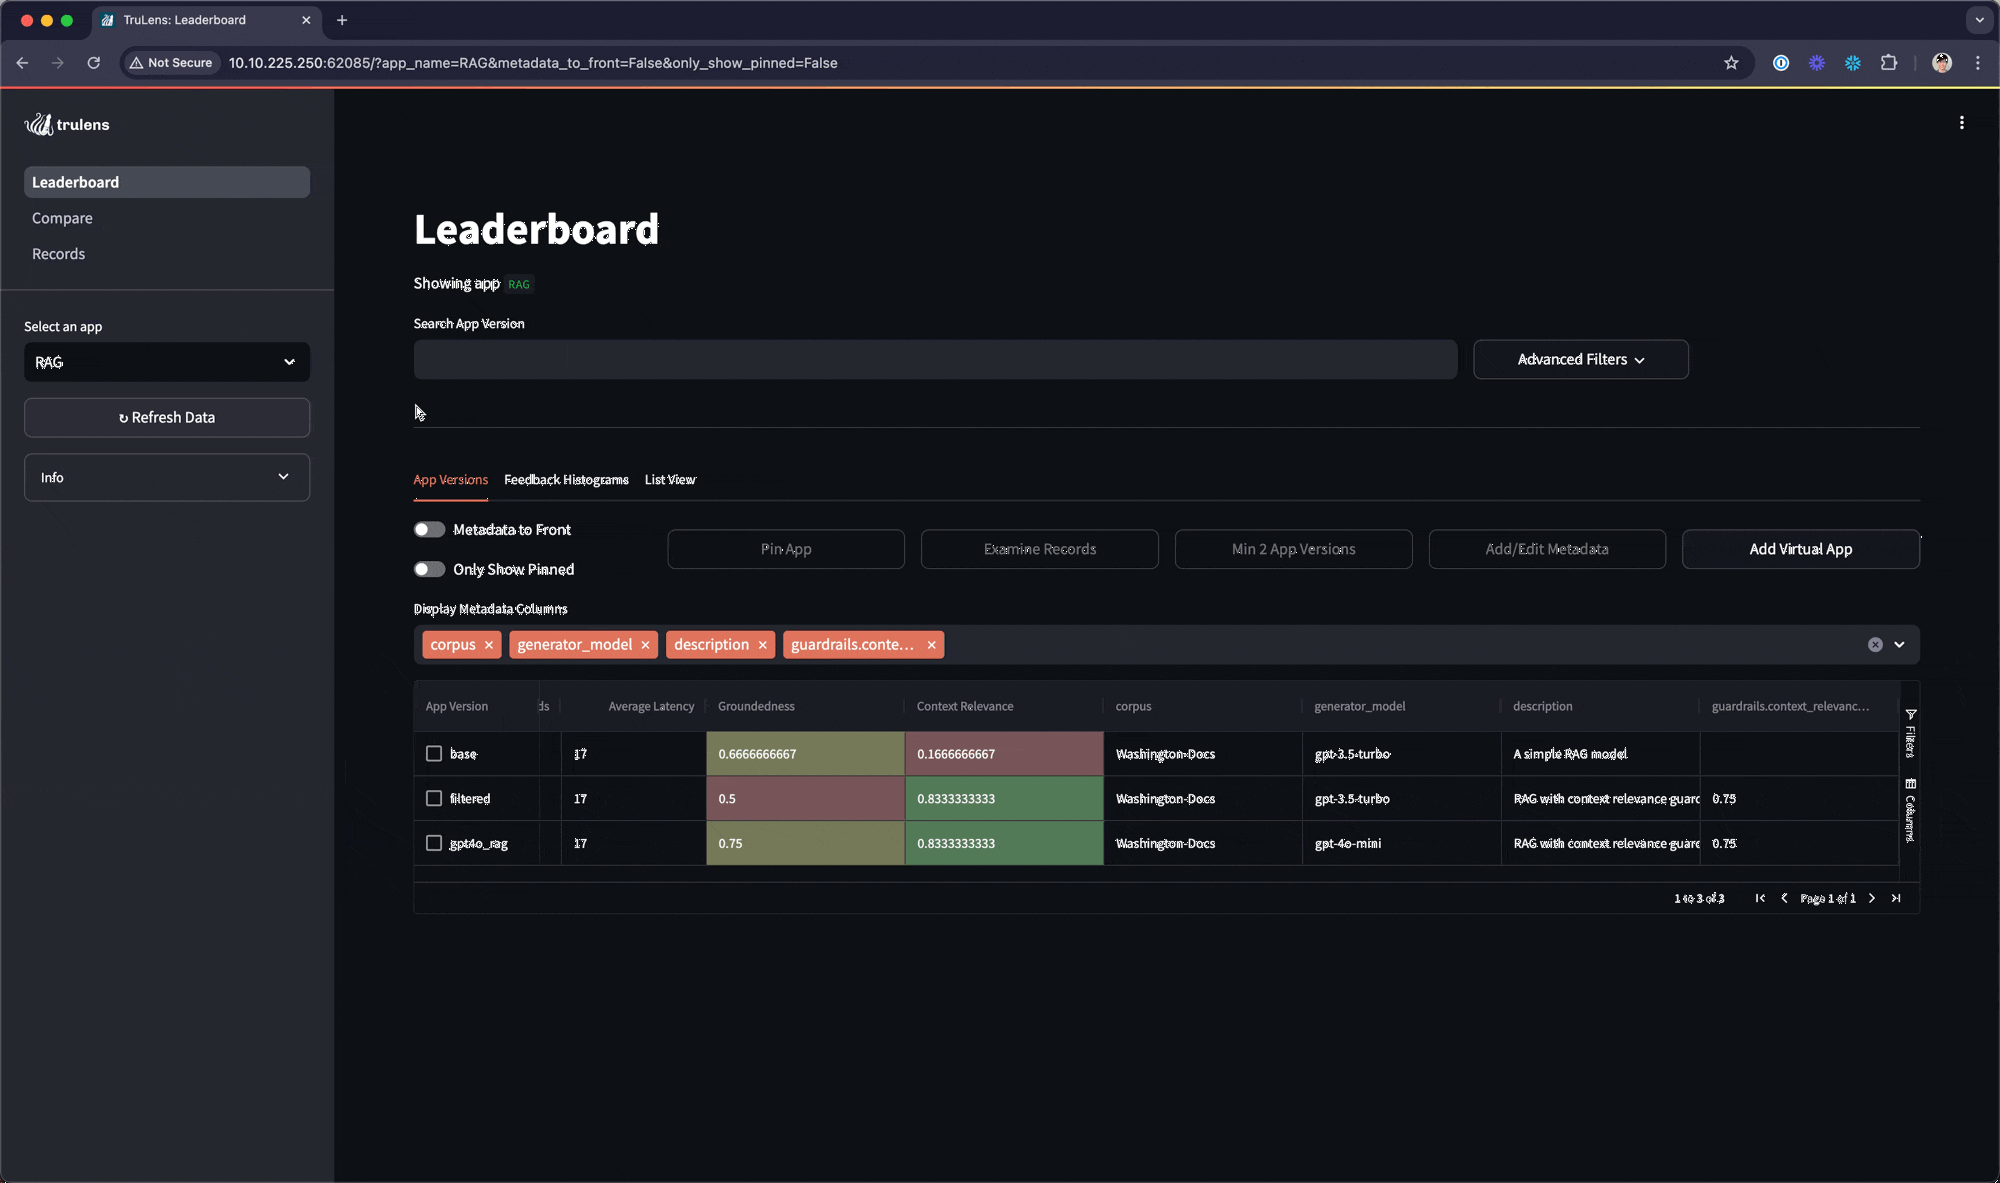 TruLens: Leaderboard
Not Secure 10.10.225.250:62085/?app_name=RAG&metadata_to_front=False&only_show_pinned=False
trulens
Leaderboard
Compare
Records
Select an app
RAG
↻ Refresh Data
Info
Leaderboard
Showing app RAG
Search App Version
Advanced Filters
App Versions Feedback Histograms List View
Metadata to Front
Only Show Pinned
Pin App Examine Records Min 2 App Versions Add/Edit Metadata Add Virtual App
Display Metadata Columns
corpus × generator_model × description × guardrails.conte... ×
App Version ds Average Latency Groundedness Context Relevance corpus generator_model description guardrails.context_relevanc...
base 17 0.6666666667 0.1666666667 Washington Docs gpt-3.5-turbo A simple RAG model
filtered 17 0.5 0.8333333333 Washington Docs gpt-3.5-turbo RAG with context relevance guard 0.75
gpt4o_rag 17 0.75 0.8333333333 Washington Docs gpt-4o-mini RAG with context relevance guard 0.75
Filters
Columns
1 to 3 of 3 Page 1 of 1